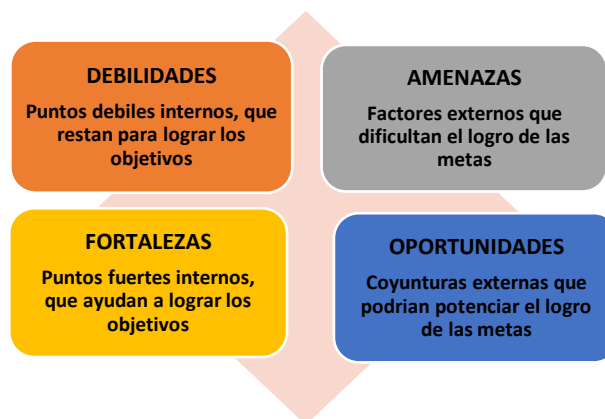 DEBILIDADES
Puntos debiles internos, que
restan para lograr los
objetivos
AMENAZAS
Factores externos que
dificultan el logro de las
metas
FORTALEZAS
Puntos fuertes internos,
que ayudan a lograr los
objetivos
OPORTUNIDADES
Coyunturas externas que
podrian potenciar el logro
de las metas